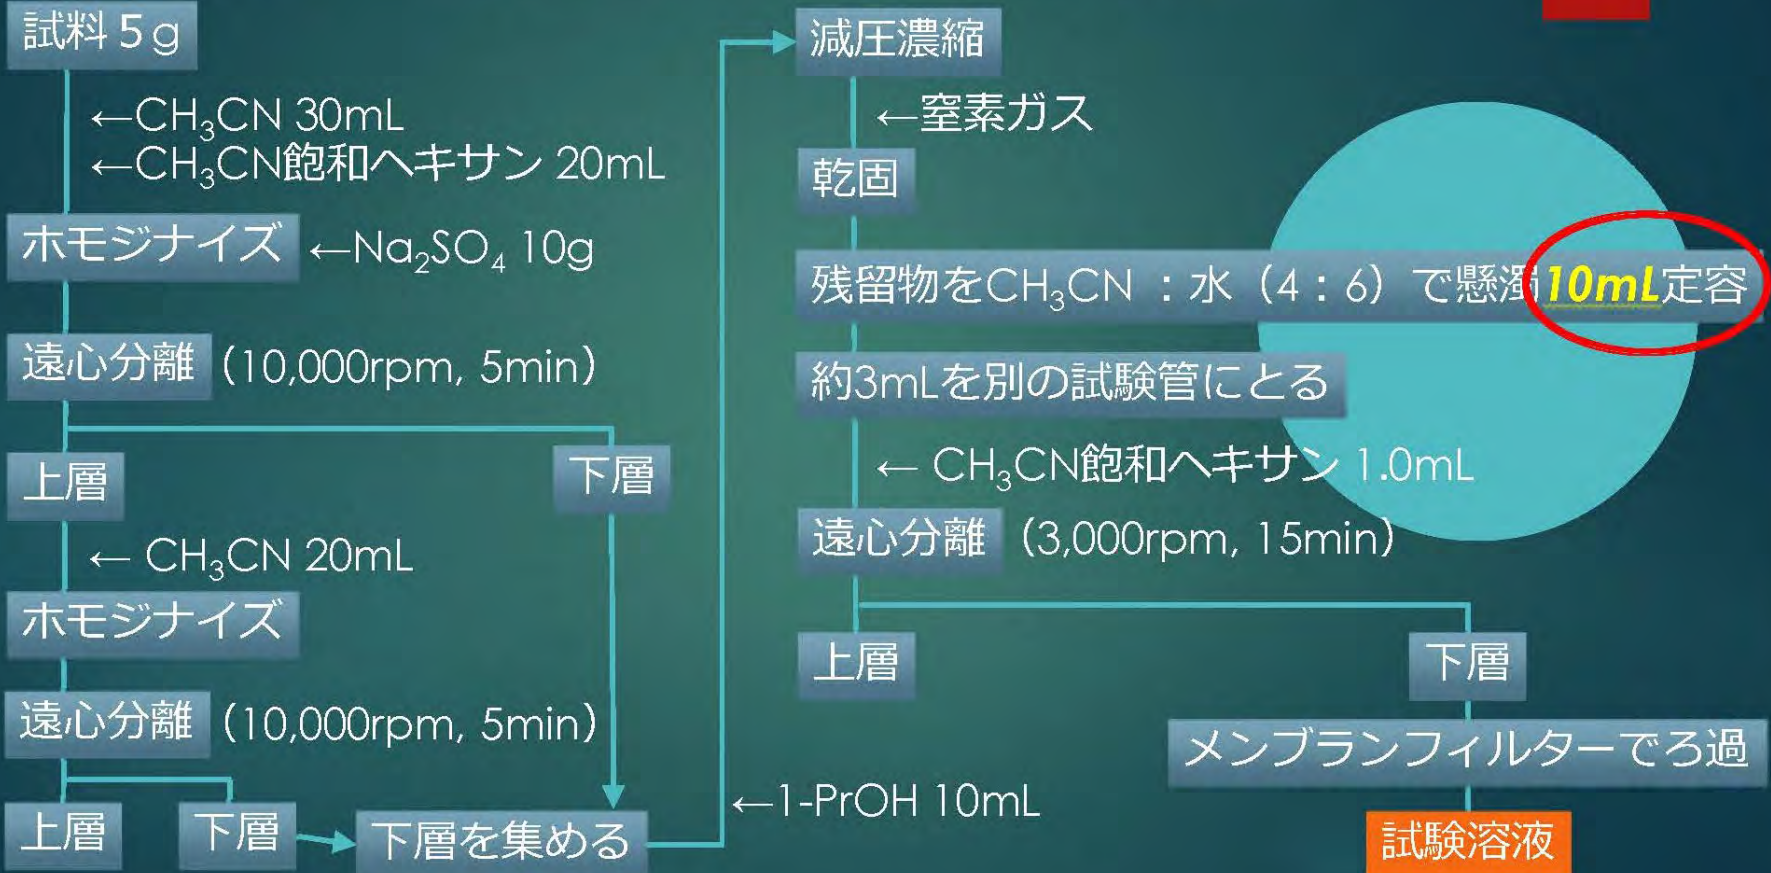 試料５g
←CH₃CN 30mL
←CH₃CN飽和ヘキサン 20mL
ホモジナイズ ←Na₂SO₄ 10g
遠心分離 (10,000rpm, 5min)
上層 下層
← CH₃CN 20mL
ホモジナイズ
遠心分離 (10,000rpm, 5min)
上層 下層 下層を集める
←1-PrOH 10mL
減圧濃縮
←窒素ガス
乾固
残留物をCH₃CN ：水（4：6）で懸濁10mL定容
約3mLを別の試験管にとる
← CH₃CN飽和ヘキサン 1.0mL
遠心分離 (3,000rpm, 15min)
上層 下層
メンブランフィルターでろ過
試験溶液